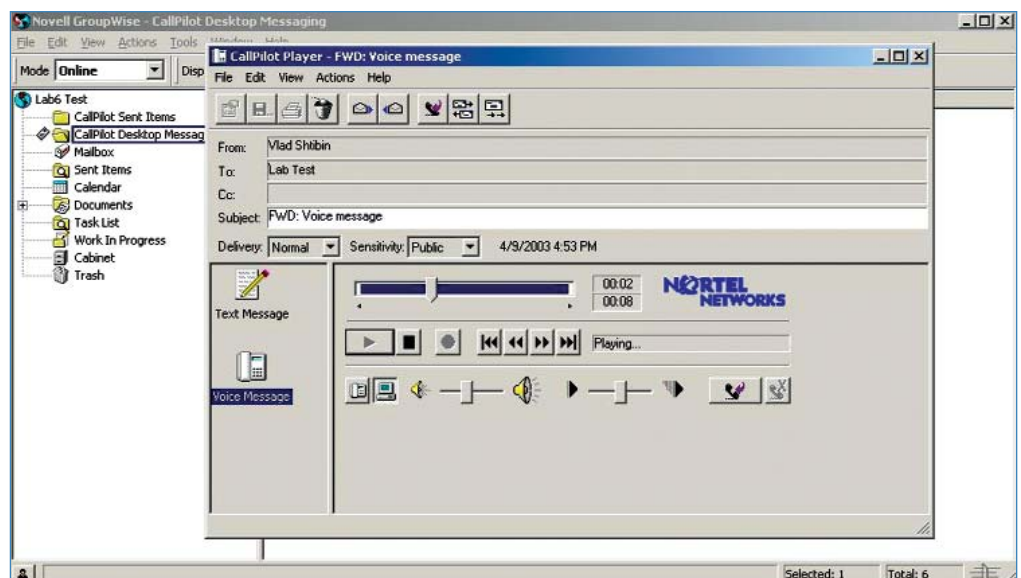 Novell GroupWise - CallPilot Desktop Messaging
File Edit View Actions Tools Window Help
Mode Online Disp
Lab6 Test
CallPilot Sent Items
CallPilot Desktop Messag
Mailbox
Sent Items
Calendar
Documents
Task List
Work In Progress
Cabinet
Trash
CallPilot Player - FWD: Voice message
File Edit View Actions Help
From: Vlad Shtibin
To: Lab Test
Cc:
Subject: FWD: Voice message
Delivery: Normal Sensitivity: Public 4/9/2003 4:53 PM
Text Message
Voice Message
00:02
00:08
NORTEL
NETWORKS
Playing...
Selected: 1 Total: 6